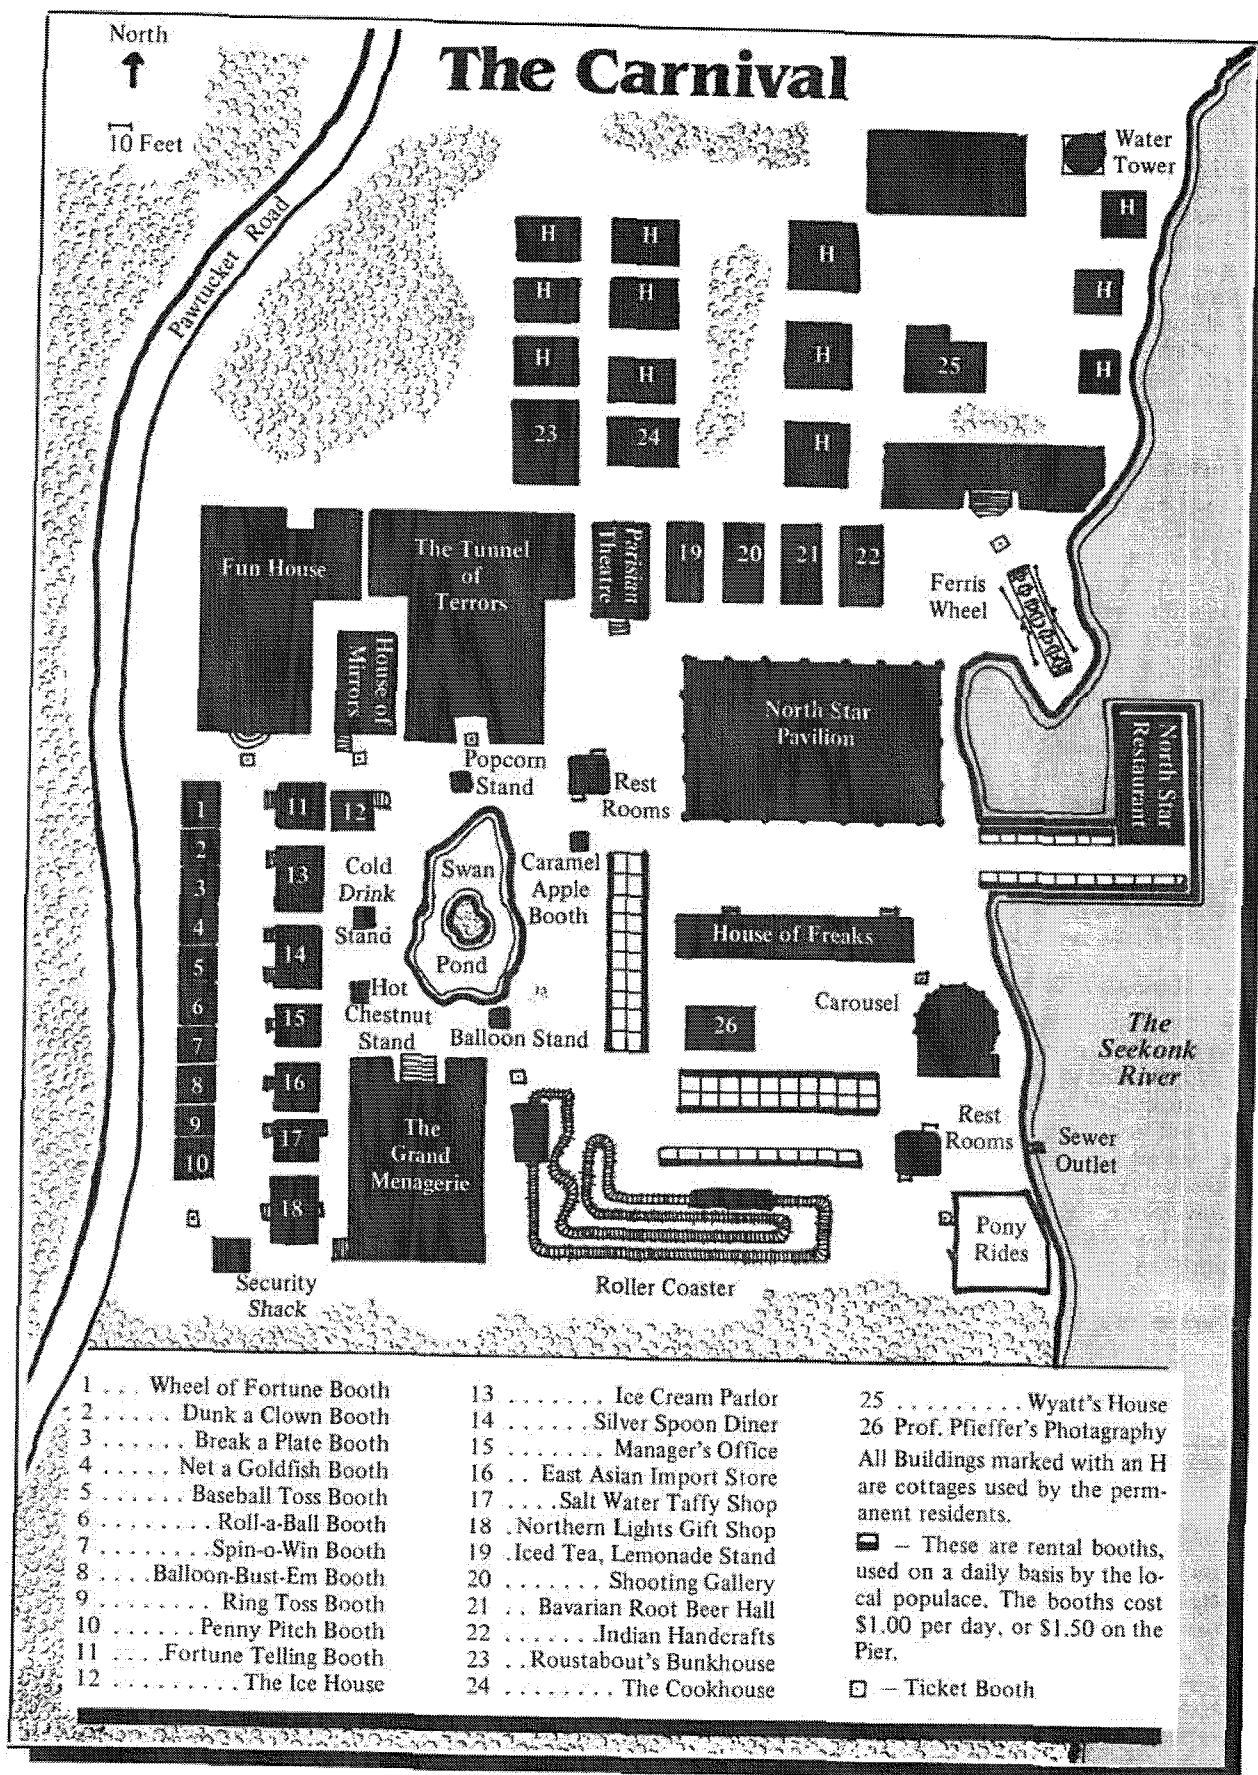 North
The Carnival
10 Feet
Water
Tower
Pawtucket Road
H
H
H
H
H
H
H
H
H
H
H
H
25
23
24
Fun House
The Tunnel
of
Terrors
Parisian
Theatre
19
20
21
22
Ferris
Wheel
House of
Mirrors
North Star
Pavilion
North Star
Restaurant
Popcorn
Stand
Rest
Rooms
1
2
3
4
5
6
7
8
9
10
11
12
13
14
15
16
17
18
Cold
Drink
Stand
Swan
Pond
Caramel
Apple
Booth
House of Freaks
Hot
Chestnut
Stand
Balloon Stand
26
Carousel
The
Seekonk
River
The
Grand
Menagerie
Rest
Rooms
Sewer
Outlet
Pony
Rides
Security
Shack
Roller Coaster
1 . . . Wheel of Fortune Booth
2 . . . . . Dunk a Clown Booth
3 . . . . . . Break a Plate Booth
4 . . . . . Net a Goldfish Booth
5 . . . . . . Baseball Toss Booth
6 . . . . . . . . Roll-a-Ball Booth
7 . . . . . . . . Spin-o-Win Booth
8 . . . . Balloon-Bust-Em Booth
9 . . . . . . . . Ring Toss Booth
10 . . . . . . Penny Pitch Booth
11 . . . . Fortune Telling Booth
12 . . . . . . . . . The Ice House
13 . . . . . . . Ice Cream Parlor
14 . . . . . . Silver Spoon Diner
15 . . . . . . . Manager's Office
16 . . East Asian Import Store
17 . . . . Salt Water Taffy Shop
18 . Northern Lights Gift Shop
19 . Iced Tea, Lemonade Stand
20 . . . . . . . Shooting Gallery
21 . . Bavarian Root Beer Hall
22 . . . . . . . Indian Handcrafts
23 . . Roustabout's Bunkhouse
24 . . . . . . . . The Cookhouse
25 . . . . . . . . . Wyatt's House
26 Prof. Pfieffer's Photagraphy
All Buildings marked with an H
are cottages used by the perm-
anent residents.
– These are rental booths,
used on a daily basis by the lo-
cal populace. The booths cost
$1.00 per day, or $1.50 on the
Pier.
– Ticket Booth